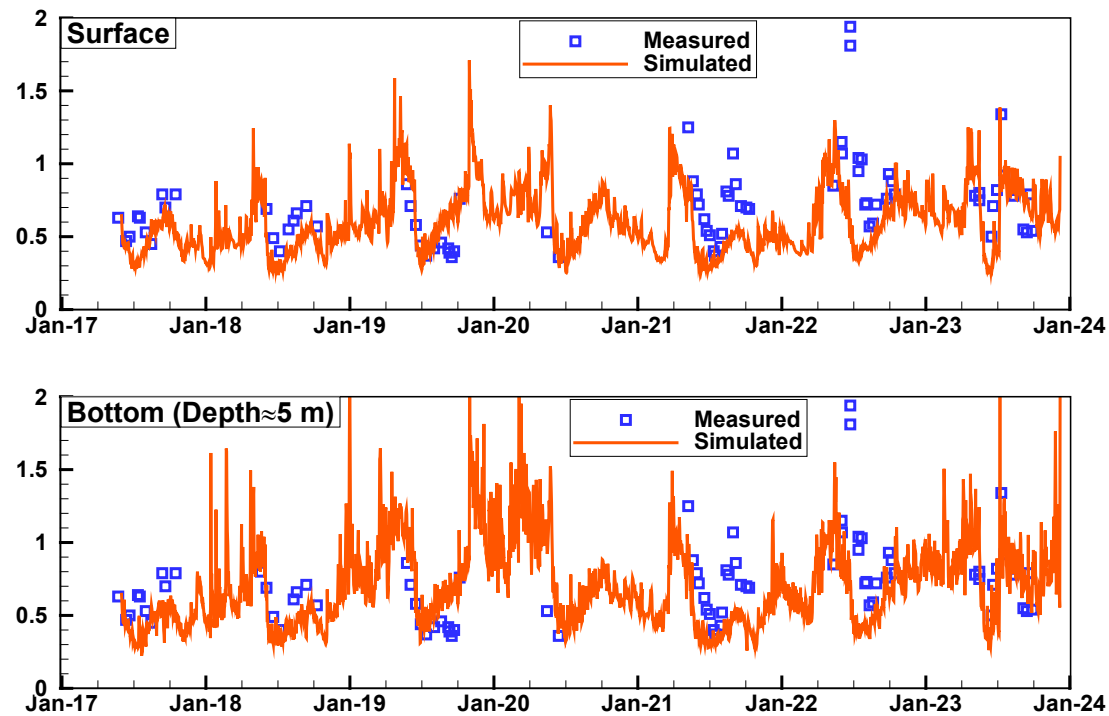 2
Surface
Measured
Simulated
1.5
1
0.5
0
Jan-17 Jan-18 Jan-19 Jan-20 Jan-21 Jan-22 Jan-23 Jan-24
2
Bottom (Depth≈5 m)
Measured
Simulated
1.5
1
0.5
0
Jan-17 Jan-18 Jan-19 Jan-20 Jan-21 Jan-22 Jan-23 Jan-24